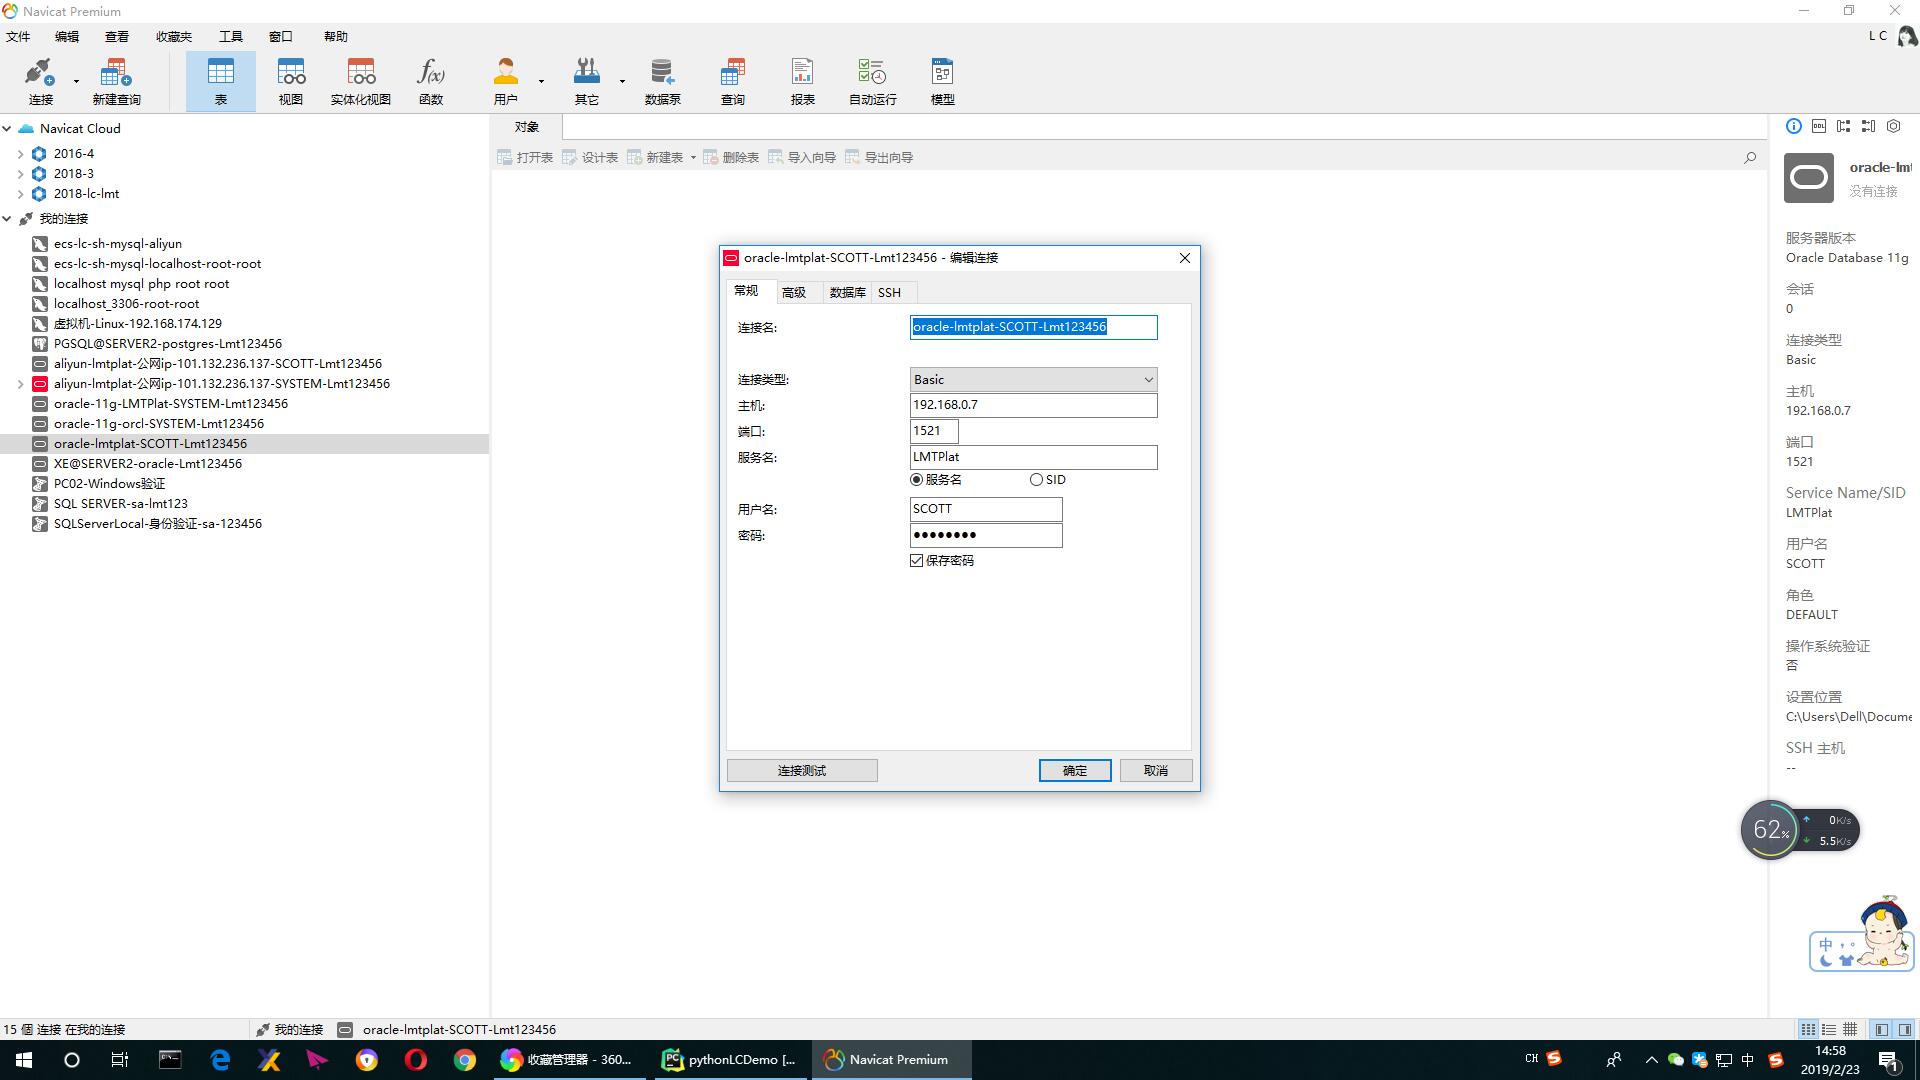 Navicat Premium
文件 编辑 查看 收藏夹 工具 窗口 帮助
L C
连接 新建查询 表 视图 实体化视图 函数 用户 其它 数据泵 查询 报表 自动运行 模型
f(x)
Navicat Cloud
2016-4
2018-3
2018-lc-lmt
我的连接
ecs-lc-sh-mysql-aliyun
ecs-lc-sh-mysql-localhost-root-root
localhost mysql php root root
localhost_3306-root-root
虚拟机-Linux-192.168.174.129
PGSQL@SERVER2-postgres-Lmt123456
aliyun-lmtplat-公网ip-101.132.236.137-SCOTT-Lmt123456
aliyun-lmtplat-公网ip-101.132.236.137-SYSTEM-Lmt123456
oracle-11g-LMTPlat-SYSTEM-Lmt123456
oracle-11g-orcl-SYSTEM-Lmt123456
oracle-lmtplat-SCOTT-Lmt123456
XE@SERVER2-oracle-Lmt123456
PC02-Windows验证
SQL SERVER-sa-lmt123
SQLServerLocal-身份验证-sa-123456
对象
打开表 设计表 新建表 删除表 导入向导 导出向导
oracle-lmtplat-SCOTT-Lmt123456 - 编辑连接
常规 高级 数据库 SSH
连接名: oracle-lmtplat-SCOTT-Lmt123456
连接类型: Basic
主机: 192.168.0.7
端口: 1521
服务名: LMTPlat
服务名 SID
用户名: SCOTT
密码: ●●●●●●●●
保存密码
连接测试 确定 取消
DDL
oracle-lmt
没有连接
服务器版本
Oracle Database 11g
会话
0
连接类型
Basic
主机
192.168.0.7
端口
1521
Service Name/SID
LMTPlat
用户名
SCOTT
角色
DEFAULT
操作系统验证
否
设置位置
C:\Users\Dell\Docume
SSH 主机
--
62%
0K/s
5.5K/s
中
15 個 连接 在我的连接 我的连接 oracle-lmtplat-SCOTT-Lmt123456
收藏管理器 - 360... pythonLCDemo [... Navicat Premium
CH 中
14:58
2019/2/23
1